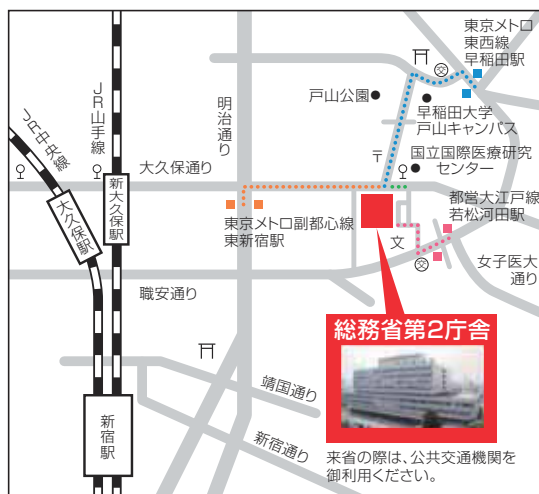 東京メトロ
東西線
早稲田駅
交
戸山公園
早稲田大学
戸山キャンパス
JR中央線
JR山手線
明治通り
大久保通り
〒
国立国際医療研究
センター
大久保駅
新大久保駅
東京メトロ副都心線
東新宿駅
都営大江戸線
若松河田駅
文
交
女子医大
通り
職安通り
総務省第2庁舎
靖国通り
新宿通り
新宿駅
来省の際は、公共交通機関を
御利用ください。